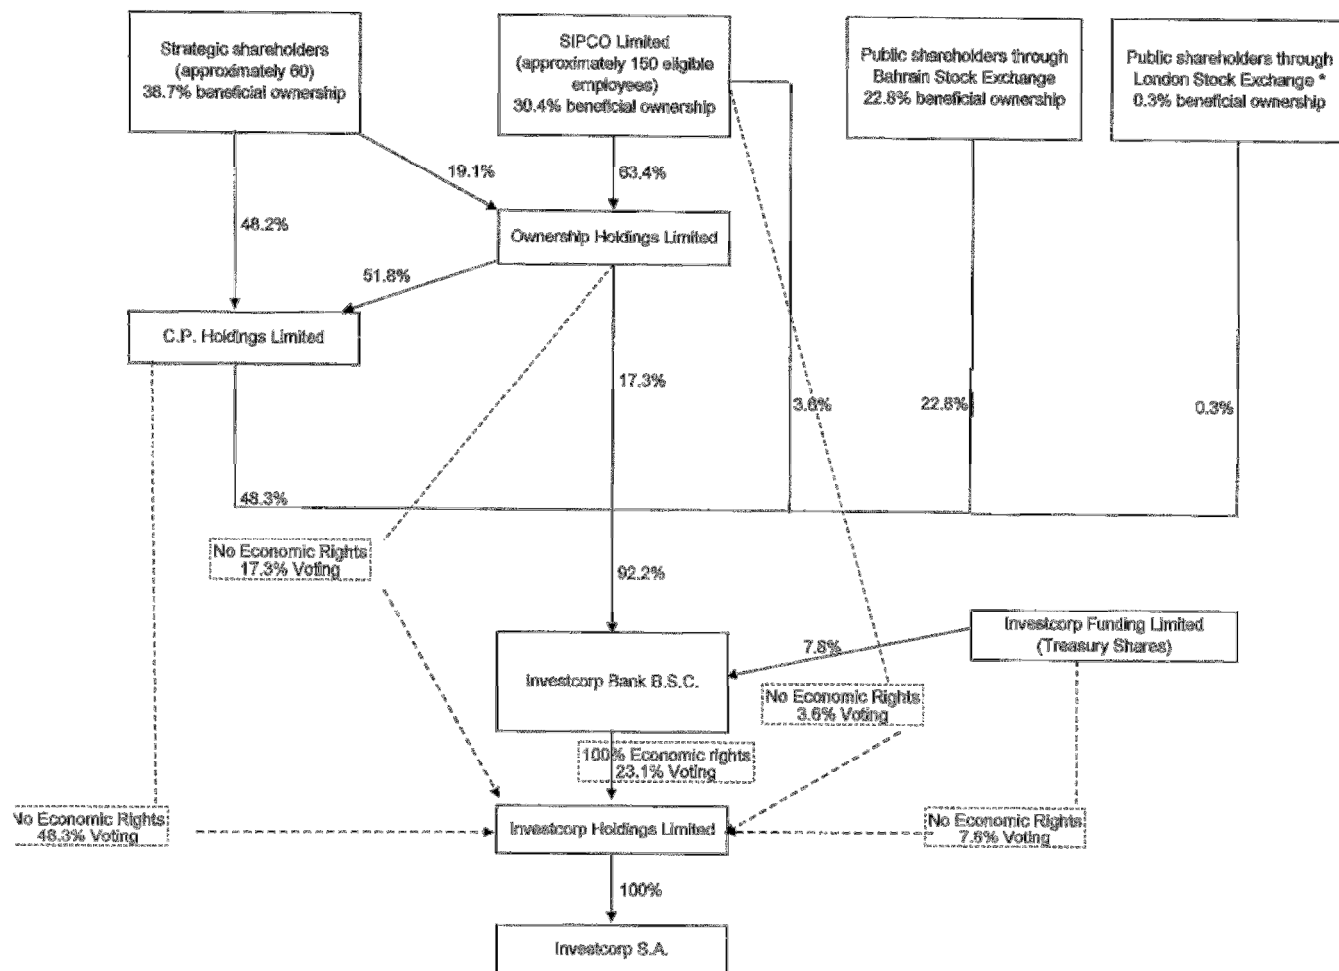 Strategic shareholders
(approximately 60)
38.7% beneficial ownership
SIPCO Limited
(approximately 150 eligible
employees)
30.4% beneficial ownership
Public shareholders through
Bahrain Stock Exchange
22.8% beneficial ownership
Public shareholders through
London Stock Exchange *
0.3% beneficial ownership
19.1%
63.4%
48.2%
Ownership Holdings Limited
51.8%
C.P. Holdings Limited
17.3%
3.6%
22.8%
0.3%
48.3%
No Economic Rights
17.3% Voting
92.2%
Investcorp Funding Limited
(Treasury Shares)
7.8%
Investcorp Bank B.S.C.
No Economic Rights
3.6% Voting
100% Economic rights
23.1% Voting
No Economic Rights
48.3% Voting
Investcorp Holdings Limited
No Economic Rights
7.8% Voting
100%
Investcorp S.A.